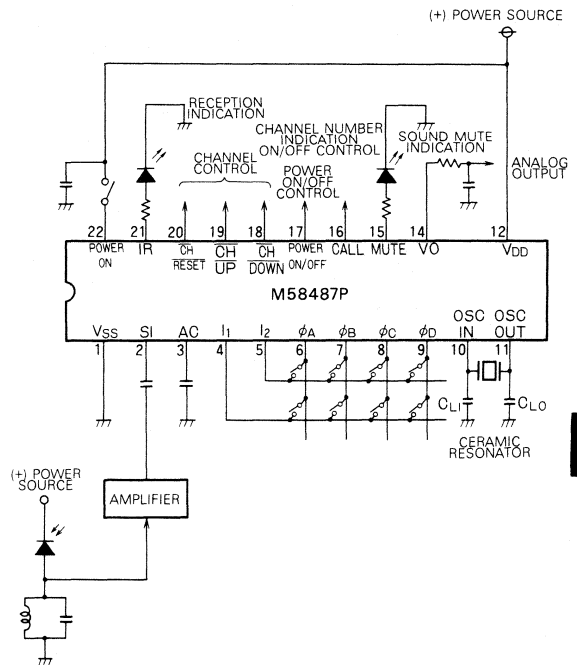 (+) POWER SOURCE
RECEPTION
INDICATION
CHANNEL NUMBER
INDICATION
ON/OFF CONTROL
SOUND MUTE
INDICATION
CHANNEL
CONTROL
POWER
ON/OFF
CONTROL
ANALOG
OUTPUT
22 21 20 19 18 17 16 15 14 12
POWER
ON
IR
CH
RESET
CH
UP
CH
DOWN
POWER
ON/OFF
CALL
MUTE
VO
VDD
M58487P
VSS SI AC I1 I2 ϕA ϕB ϕC ϕD
OSC
IN
OSC
OUT
1 2 3 4 5 6 7 8 9 10 11
CLI
CLO
CERAMIC
RESONATOR
(+) POWER
SOURCE
AMPLIFIER